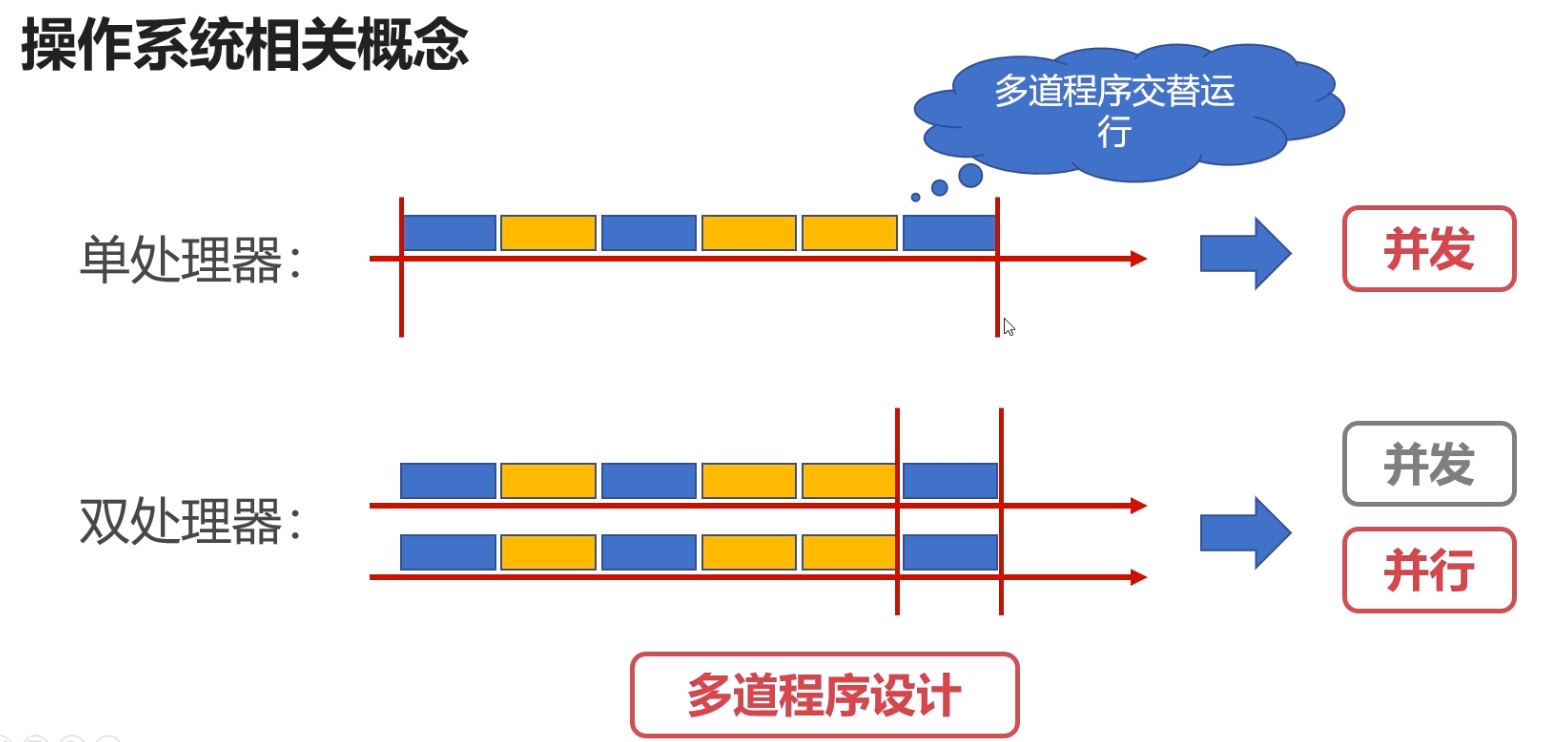 操作系统相关概念
多道程序交替运
行
单处理器：
并发
双处理器：
并发
并行
多道程序设计